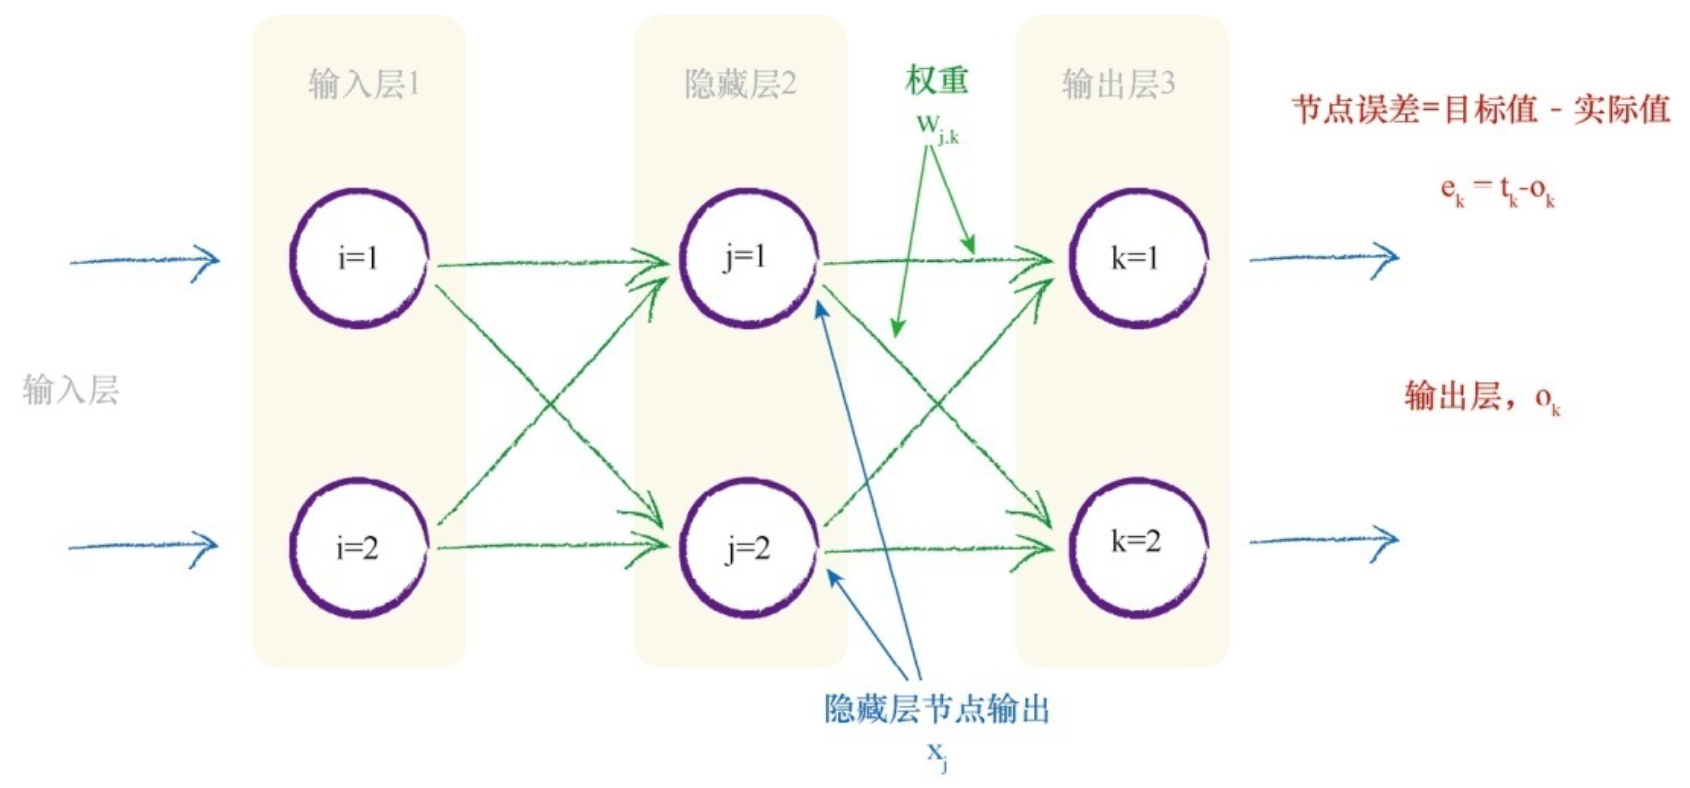 输入层1
隐藏层2
权重
w_{j.k}
输出层3
节点误差=目标值 - 实际值
e_k = t_k-o_k
i=1
j=1
k=1
输入层
输出层，o_k
i=2
j=2
k=2
隐藏层节点输出
x_j